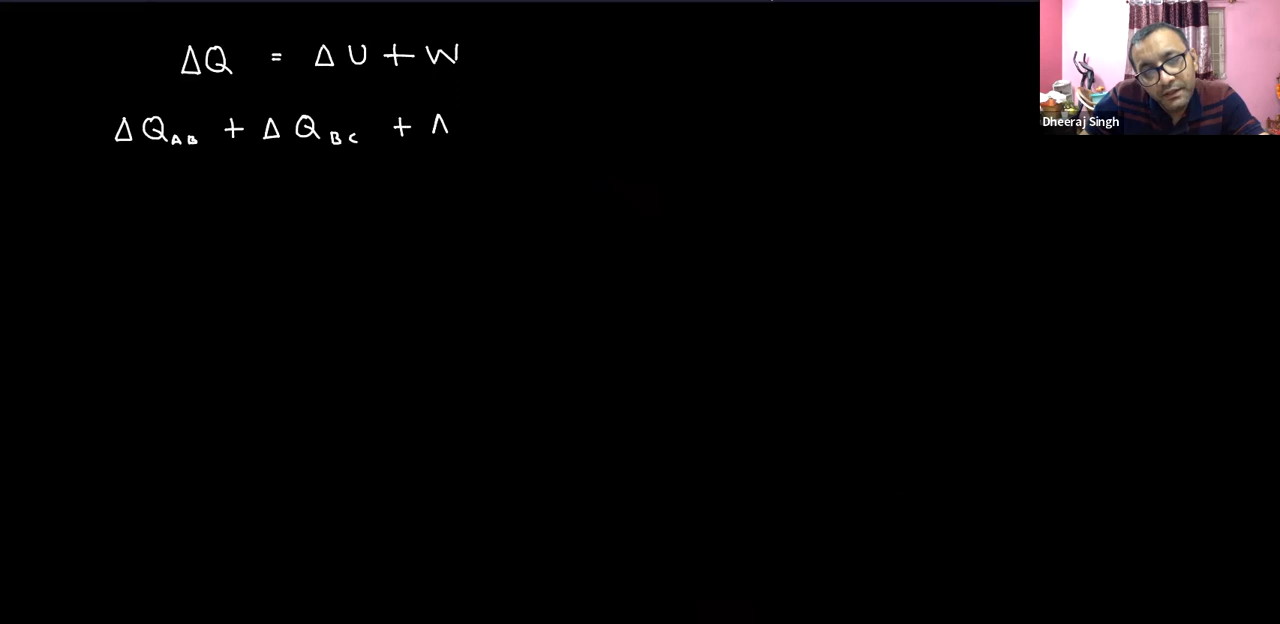 ΔQ = ΔU + W
ΔQ_AB + ΔQ_BC + Λ
Dheeraj Singh